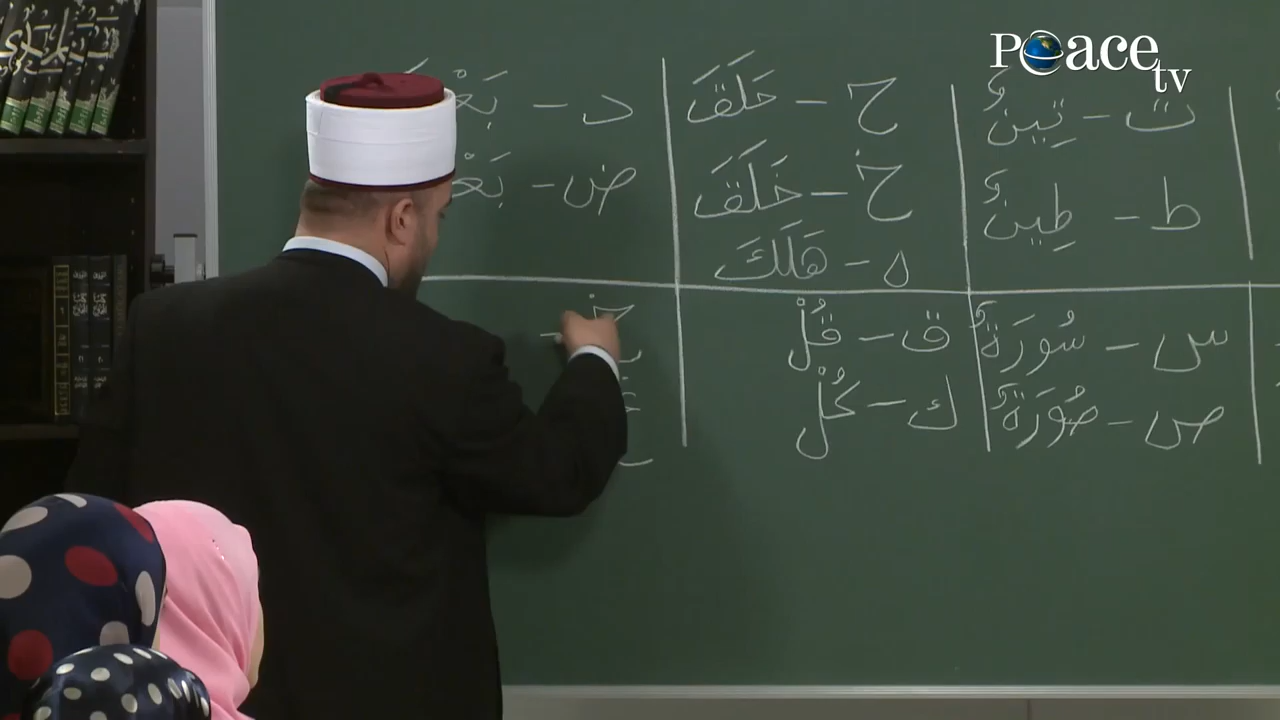 Peace tv
ت - تِينٌ
ط - طِينٌ
ح - حَلَقَ
خ - خَلَقَ
ه - هَلَكَ
د -
ض -
س - سُورَةٌ
ص - صُورَةٌ
ق - قُلْ
ك - كُلْ